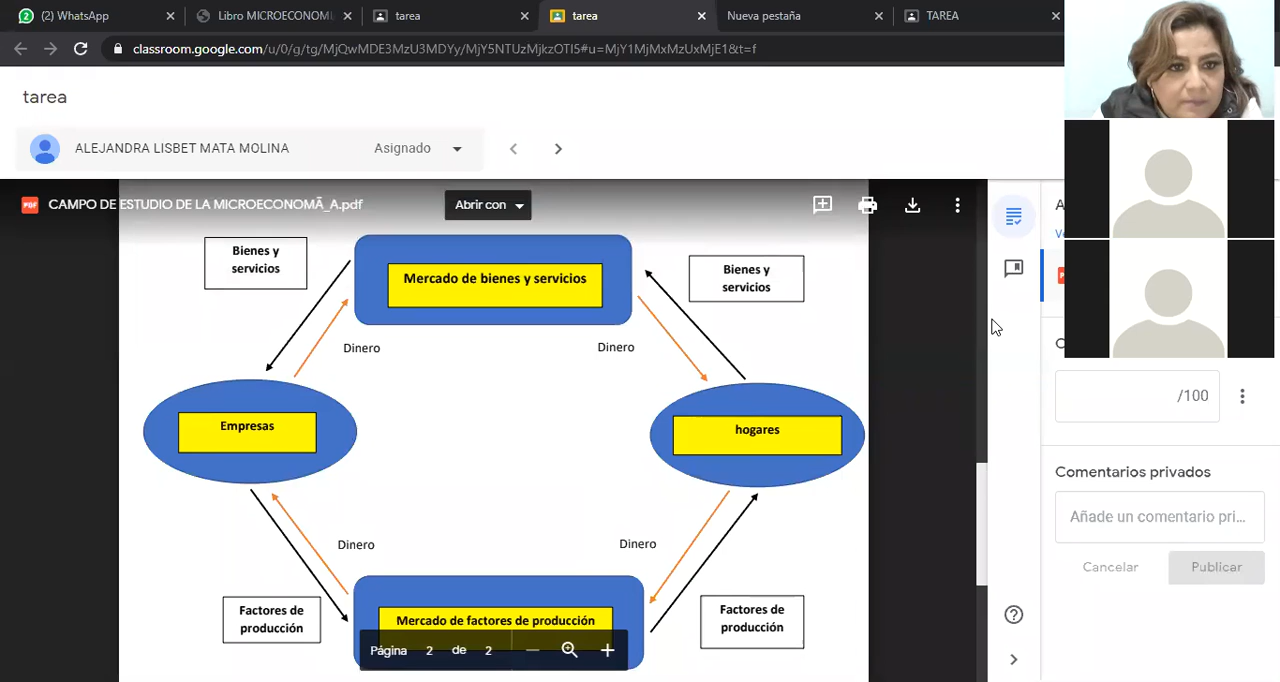 (2) WhatsApp
Libro MICROECONOMI
tarea
tarea
Nueva pestaña
TAREA
classroom.google.com/u/0/g/tg/MjQwMDE3MzU3MDYy/MjY5NTUzMjkzOTI5#u=MjY1MjMxMzUxMjE1&t=f
tarea
ALEJANDRA LISBET MATA MOLINA
Asignado
PDF
CAMPO DE ESTUDIO DE LA MICROECONOMÃ_A.pdf
Abrir con
Bienes y
servicios
Mercado de bienes y servicios
Bienes y
servicios
Dinero
Dinero
Empresas
hogares
/100
Comentarios privados
Añade un comentario pri...
Cancelar
Publicar
Dinero
Dinero
Factores de
producción
Mercado de factores de producción
Factores de
producción
Página 2 de 2